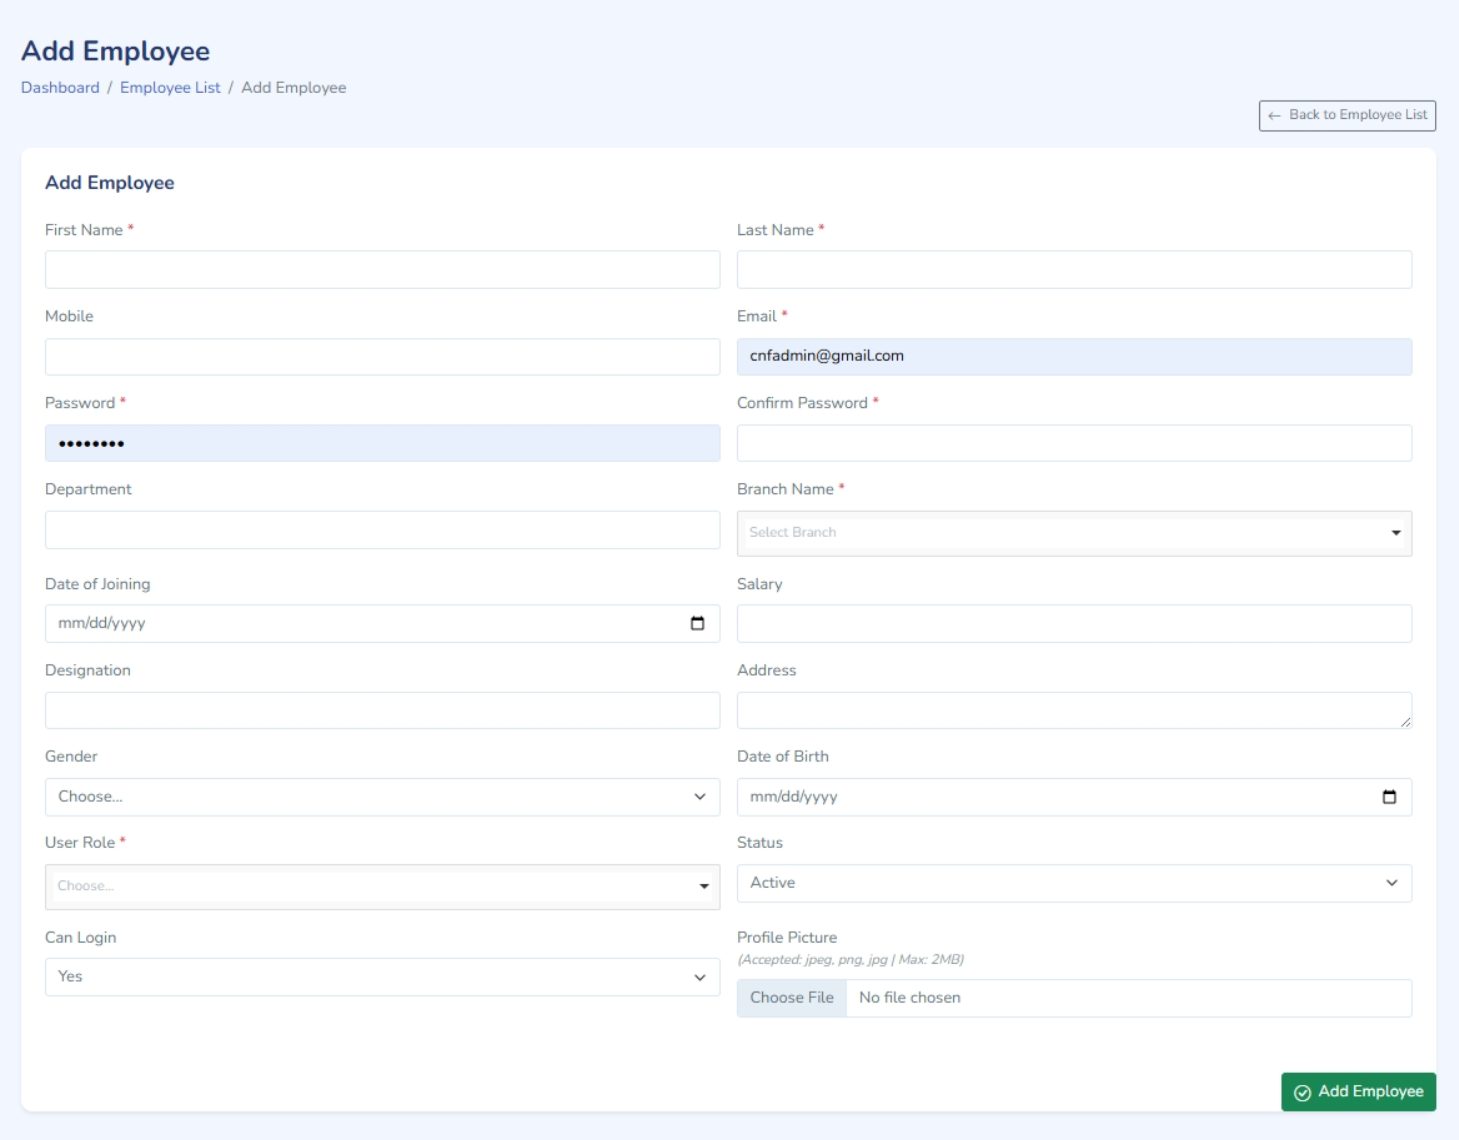 Add Employee
Dashboard / Employee List / Add Employee
← Back to Employee List
Add Employee
First Name *
Last Name *
Mobile
Email *
cnfadmin@gmail.com
Password *
••••••••
Confirm Password *
Department
Branch Name *
Select Branch
Date of Joining
mm/dd/yyyy
Salary
Designation
Address
Gender
Choose...
Date of Birth
mm/dd/yyyy
User Role *
Choose...
Status
Active
Can Login
Yes
Profile Picture
(Accepted: jpeg, png, jpg | Max: 2MB)
Choose File No file chosen
Add Employee